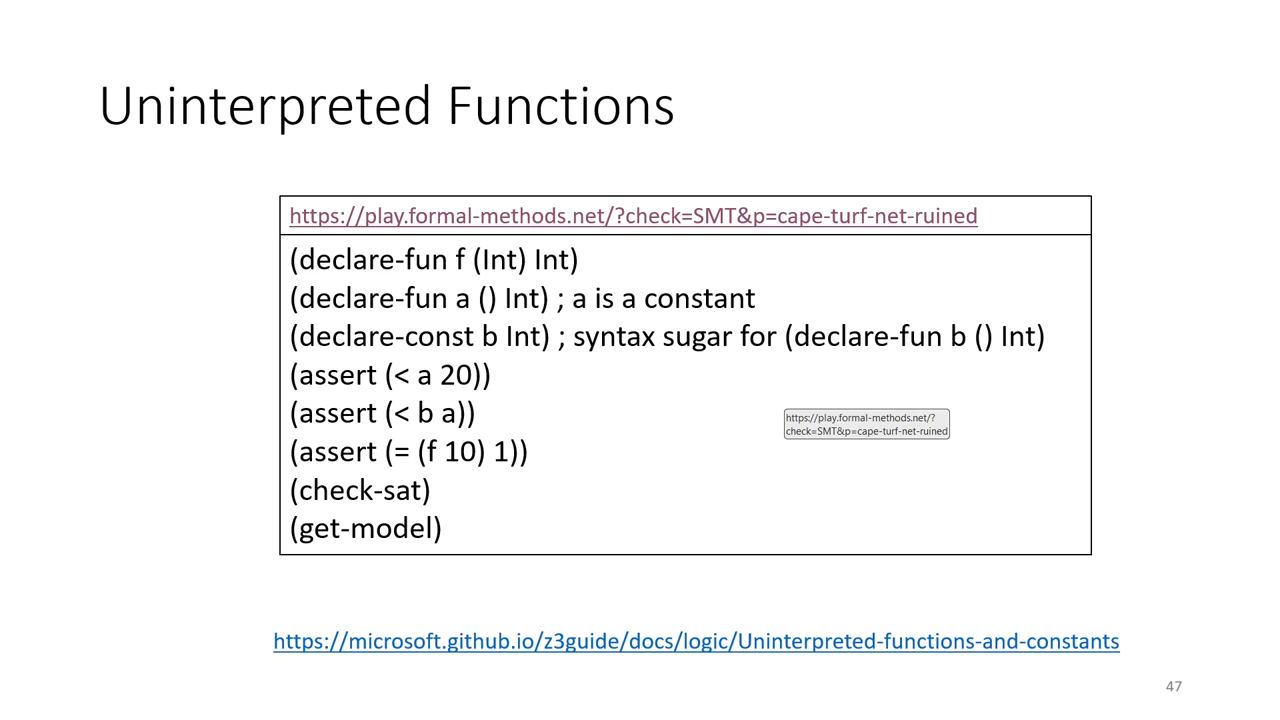 Uninterpreted Functions
https://play.formal-methods.net/?check=SMT&p=cape-turf-net-ruined
(declare-fun f (Int) Int)
(declare-fun a () Int) ; a is a constant
(declare-const b Int) ; syntax sugar for (declare-fun b () Int)
(assert (< a 20))
(assert (< b a))
(assert (= (f 10) 1))
(check-sat)
(get-model)
https://play.formal-methods.net/?
check=SMT&p=cape-turf-net-ruined
https://microsoft.github.io/z3guide/docs/logic/Uninterpreted-functions-and-constants
47